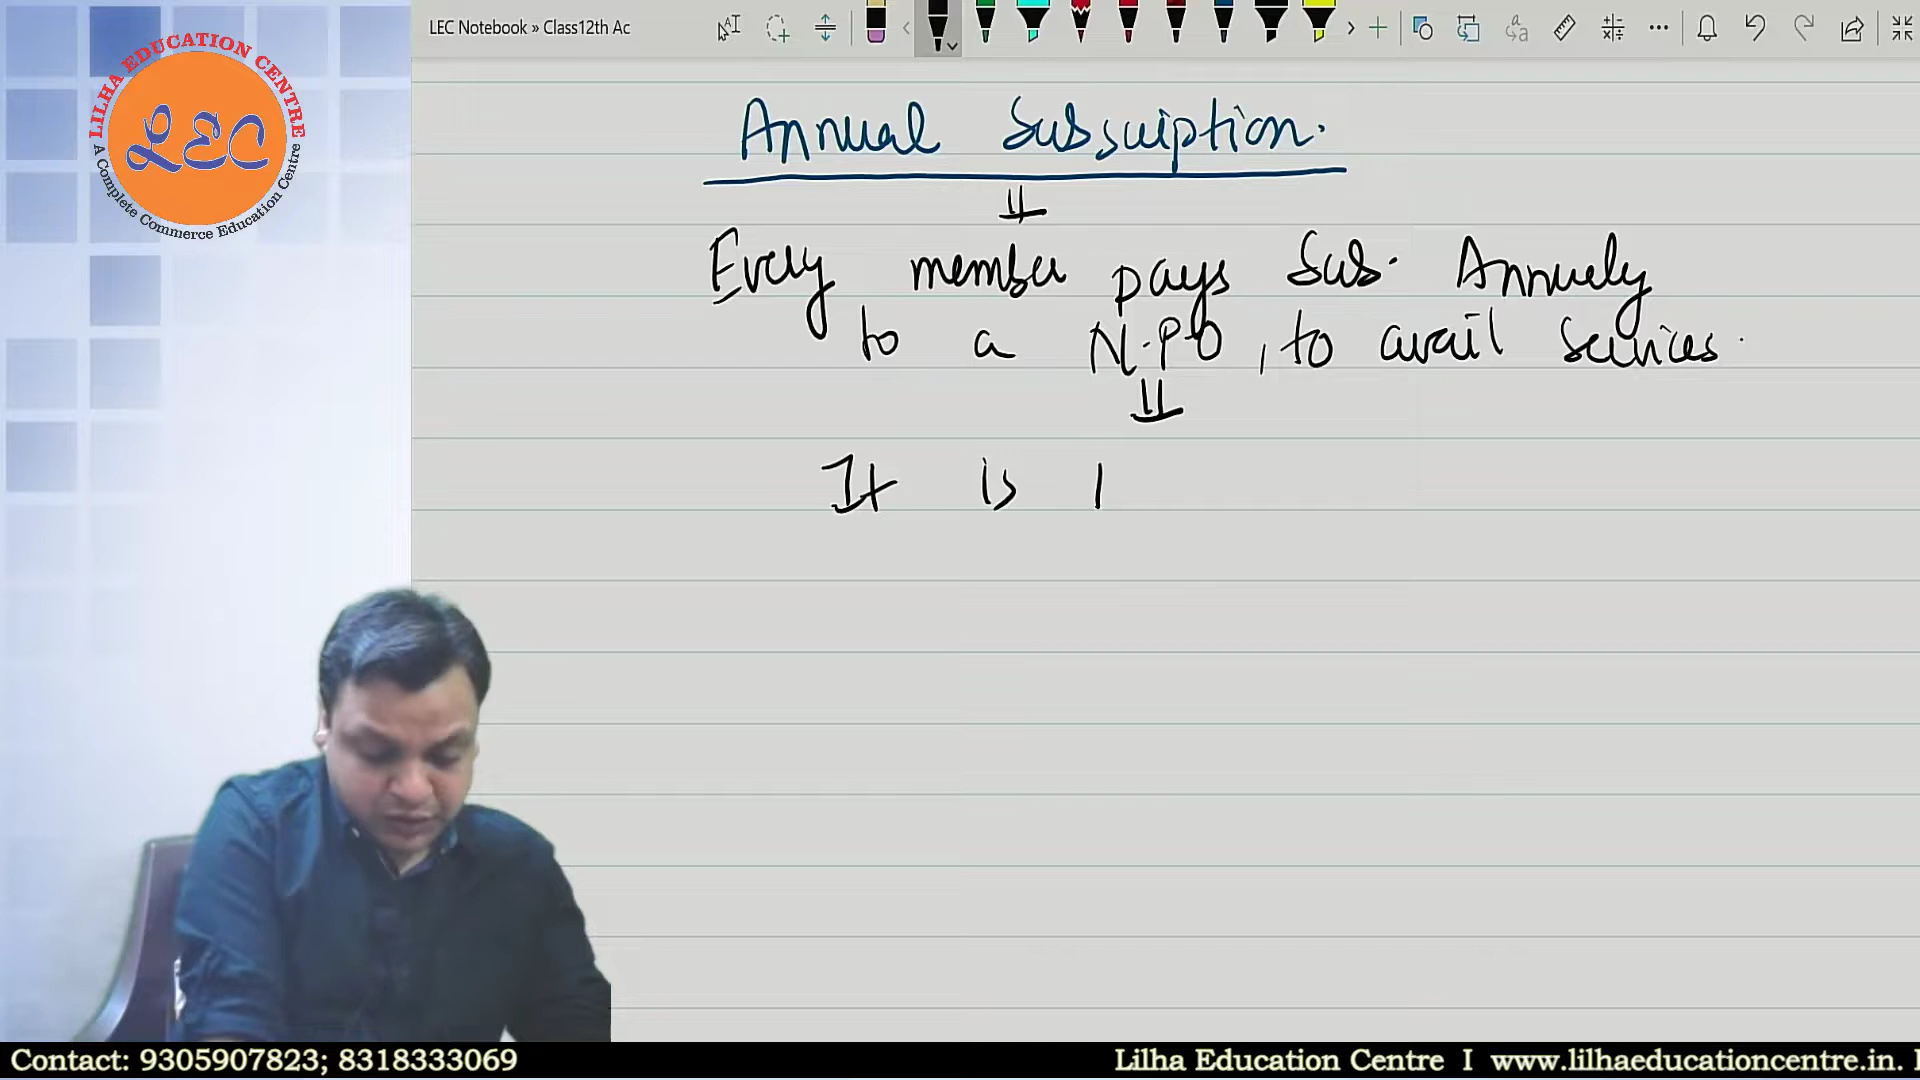 LILHA EDUCATION CENTRE
LEC
A Complete Commerce Education Centre
LEC Notebook » Class12th Ac
Annual Subscription.
Every member pays Sub. Annuely
to a N.P.O, to avail Services.
It is
Contact: 9305907823; 8318333069
Lilha Education Centre I www.lilhaeducationcentre.in.